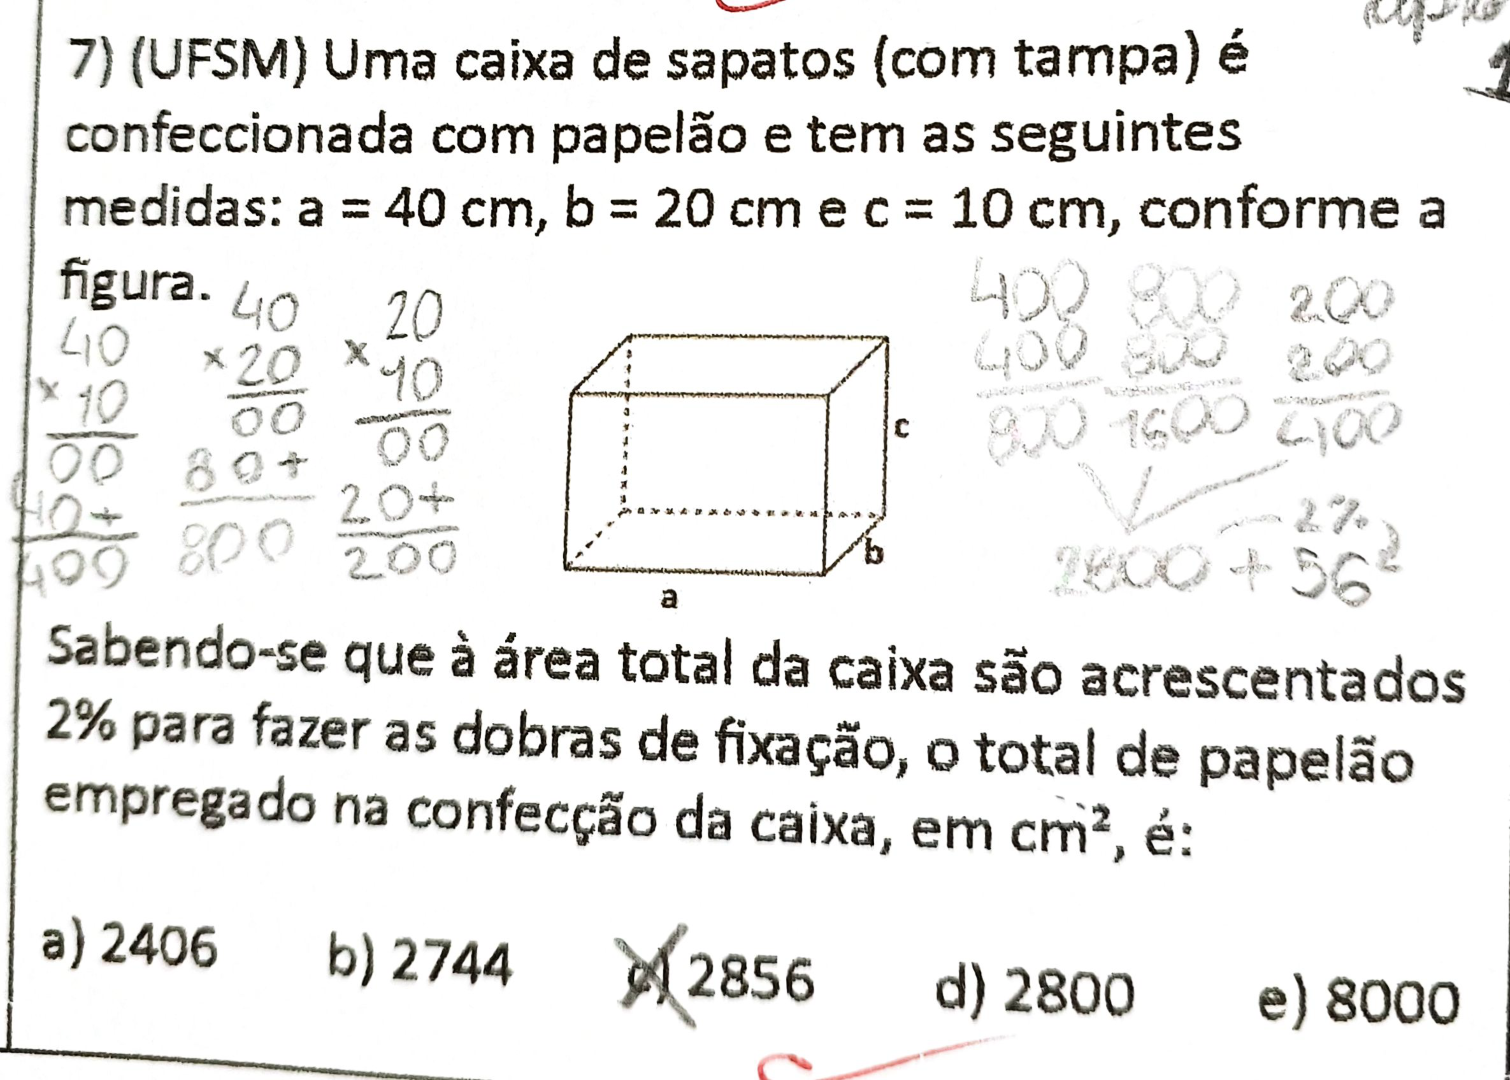 7) (UFSM) Uma caixa de sapatos (com tampa) é
confeccionada com papelão e tem as seguintes
medidas: a = 40 cm, b = 20 cm e c = 10 cm, conforme a
figura.
40
× 10
00
40+
400
40
× 20
00
80+
800
20
× 10
00
20+
200
c
b
a
400
400
800
800
800
1600
200
200
400
2%
2800 + 56
Sabendo-se que à área total da caixa são acrescentados
2% para fazer as dobras de fixação, o total de papelão
empregado na confecção da caixa, em cm², é:
a) 2406 b) 2744 c) 2856 d) 2800 e) 8000